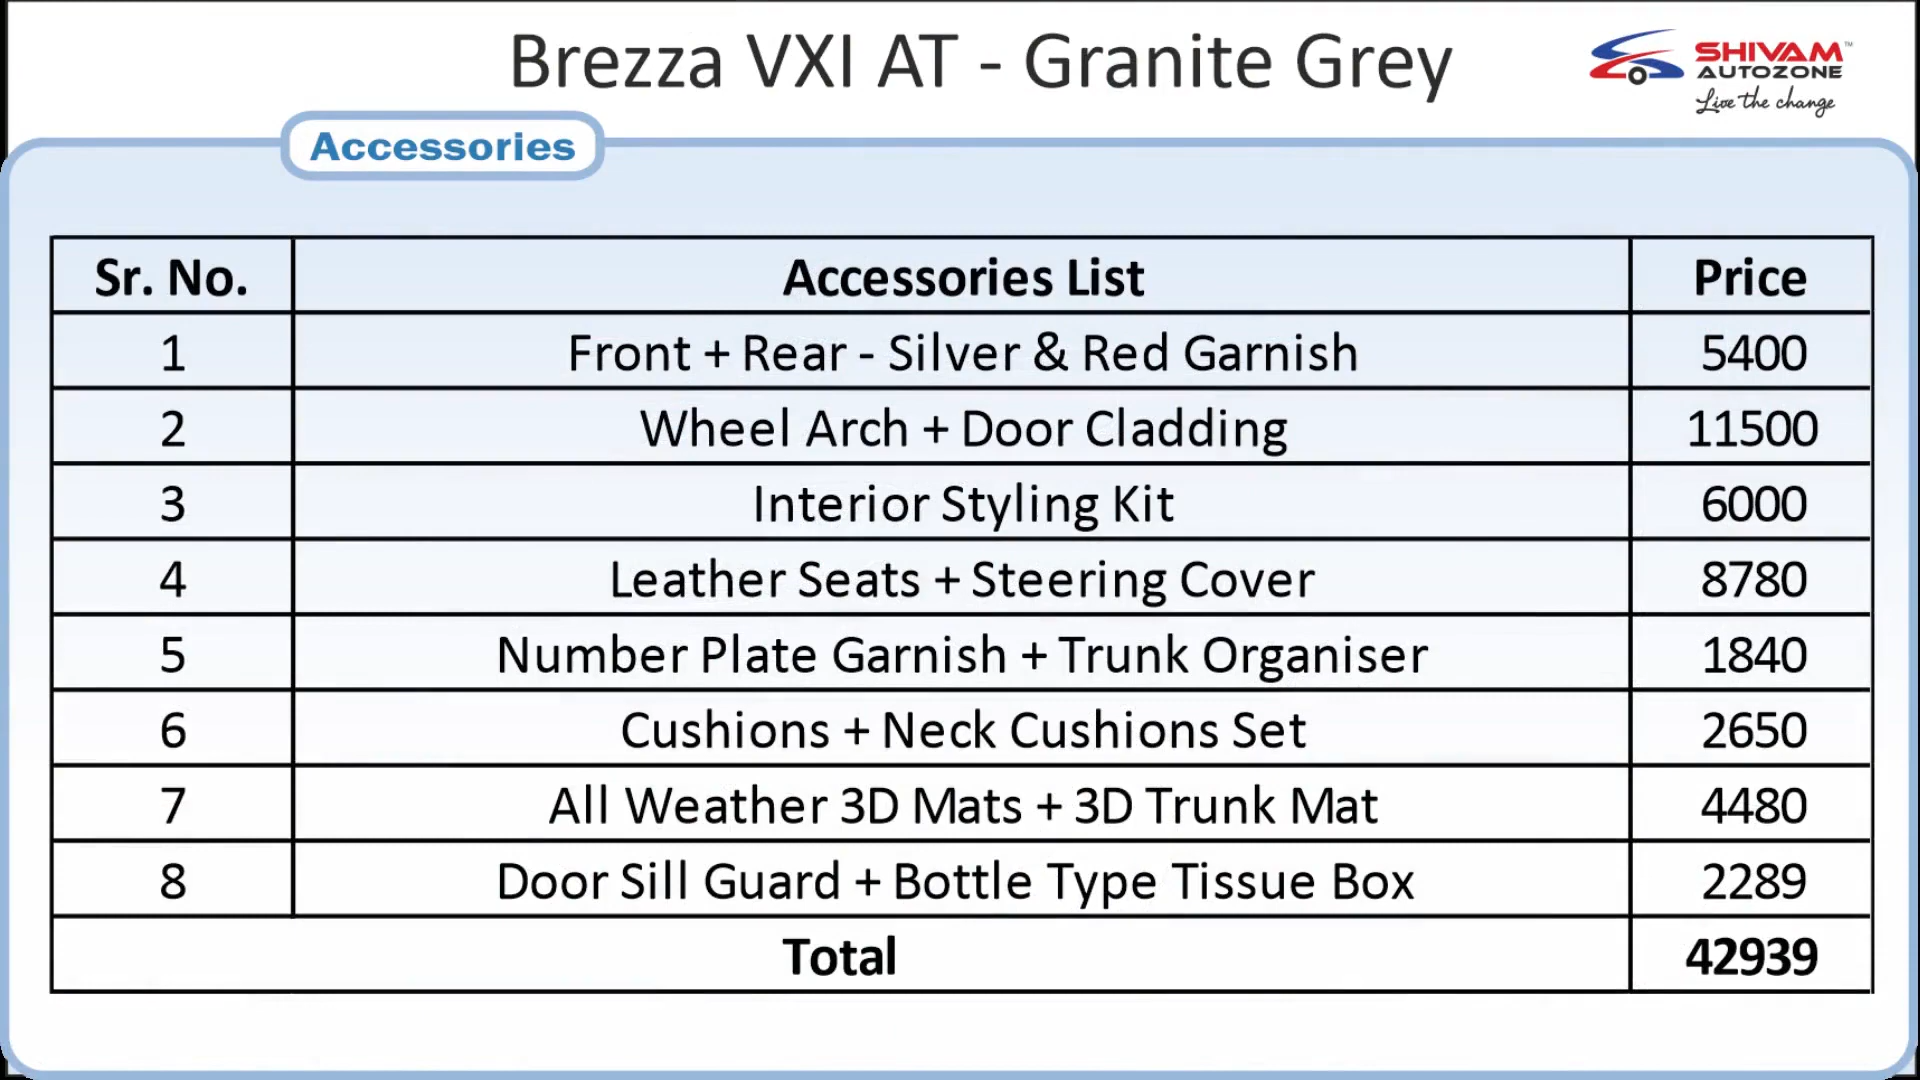 Brezza VXI AT - Granite Grey
SHIVAM™
AUTOZONE
Live the change
Accessories
Sr. No. Accessories List Price
1 Front + Rear - Silver & Red Garnish 5400
2 Wheel Arch + Door Cladding 11500
3 Interior Styling Kit 6000
4 Leather Seats + Steering Cover 8780
5 Number Plate Garnish + Trunk Organiser 1840
6 Cushions + Neck Cushions Set 2650
7 All Weather 3D Mats + 3D Trunk Mat 4480
8 Door Sill Guard + Bottle Type Tissue Box 2289
Total 42939